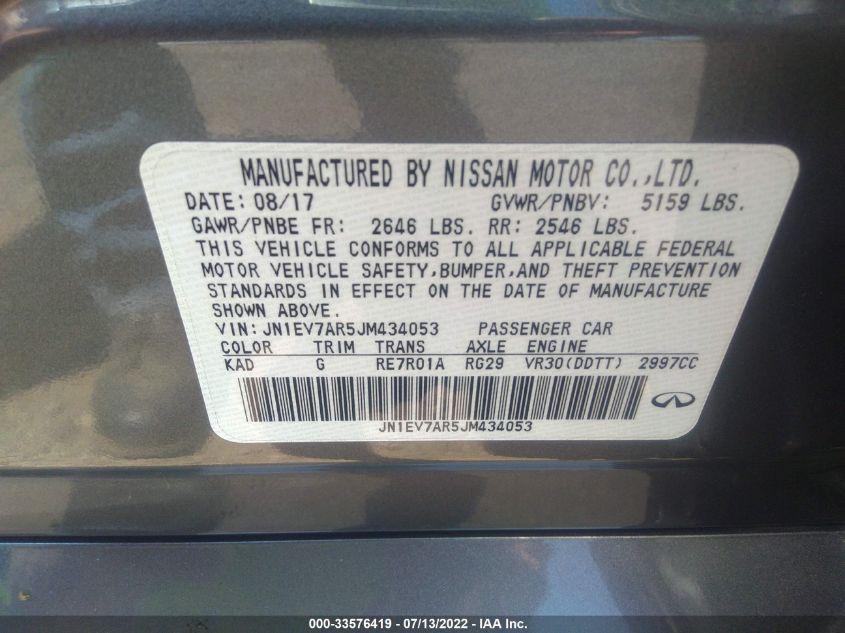 MANUFACTURED BY NISSAN MOTOR CO.,LTD.
DATE: 08/17 GVWR/PNBV: 5159 LBS.
GAWR/PNBE FR: 2646 LBS. RR: 2546 LBS.
THIS VEHICLE CONFORMS TO ALL APPLICABLE FEDERAL
MOTOR VEHICLE SAFETY,BUMPER,AND THEFT PREVENTION
STANDARDS IN EFFECT ON THE DATE OF MANUFACTURE
SHOWN ABOVE.
VIN: JN1EV7AR5JM434053 PASSENGER CAR
COLOR TRIM TRANS AXLE ENGINE
KAD G RE7R01A RG29 VR30(DDTT) 2997CC
JN1EV7AR5JM434053
000-33576419 - 07/13/2022 - IAA Inc.